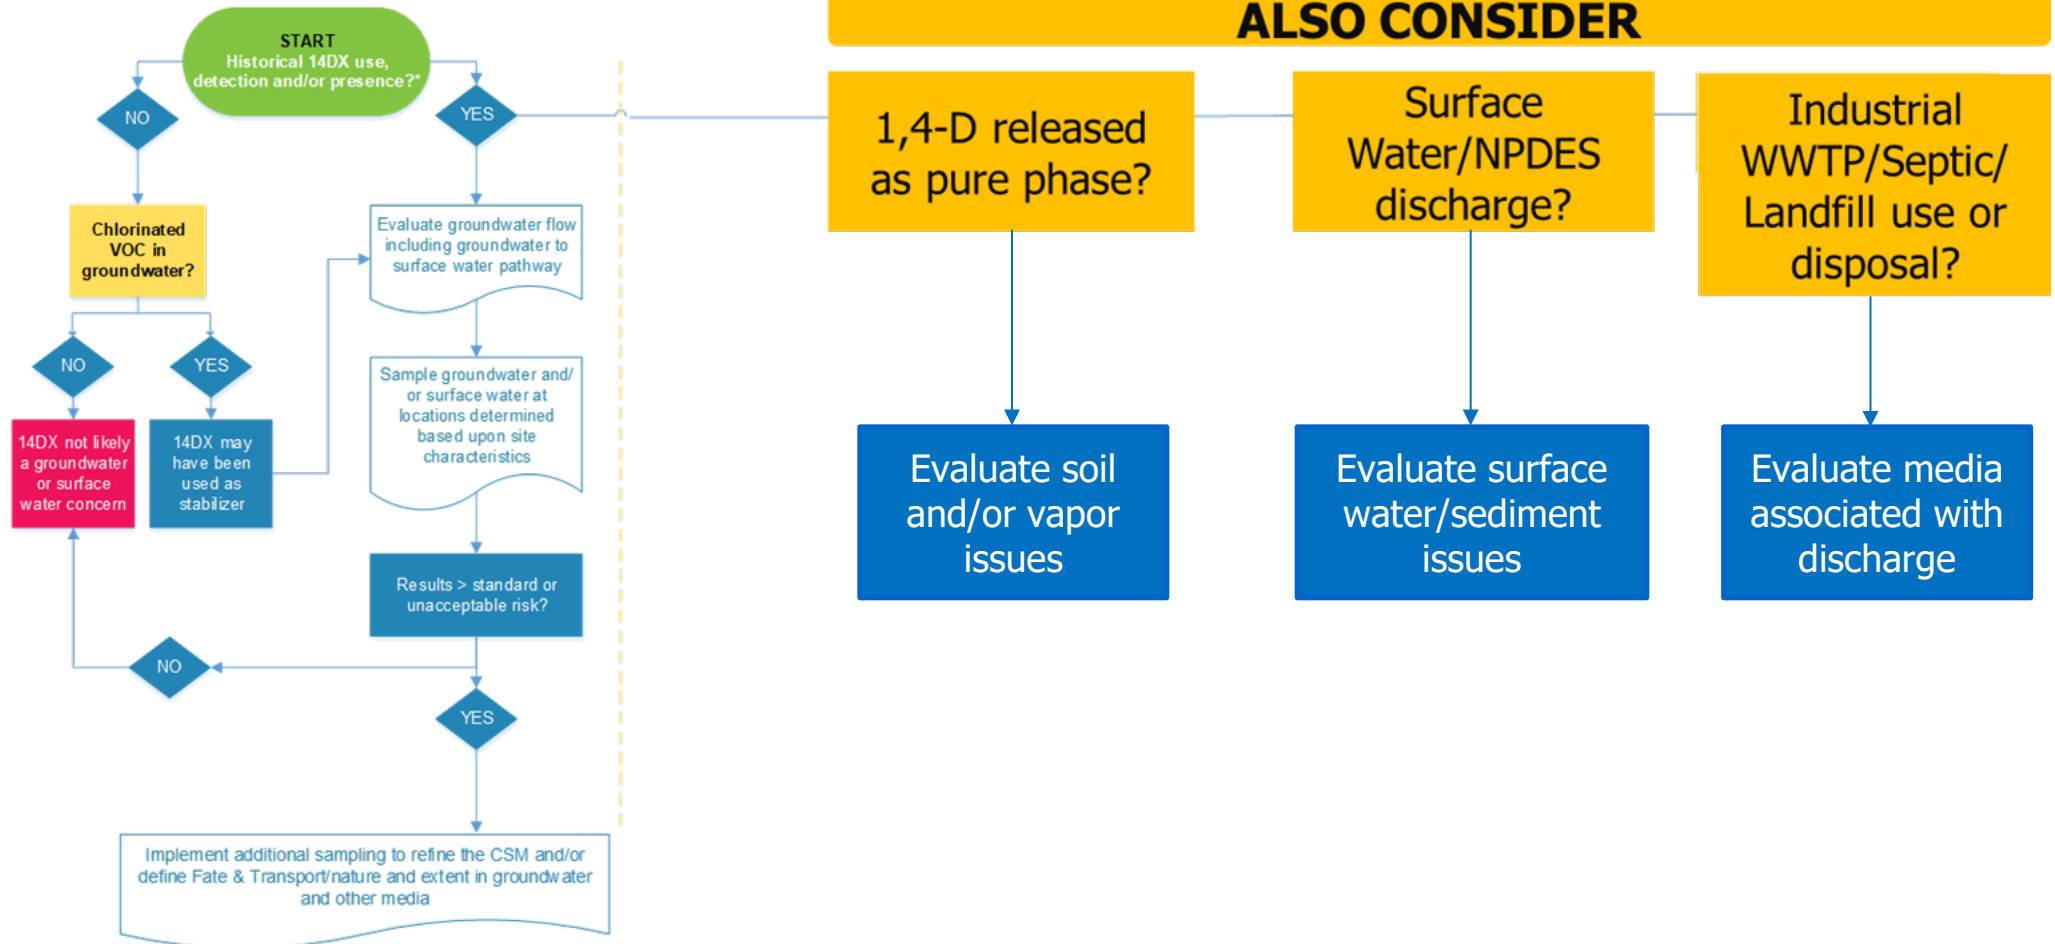 START
Historical 14DX use,
detection and/or presence?*
NO
YES
Chlorinated
VOC in
groundwater?
NO
YES
14DX not likely
a groundwater
or surface
water concern
14DX may
have been
used as
stabilizer
Evaluate groundwater flow
including groundwater to
surface water pathway
Sample groundwater and/
or surface water at
locations determined
based upon site
characteristics
Results > standard or
unacceptable risk?
NO
YES
Implement additional sampling to refine the CSM and/or
define Fate & Transport/nature and extent in groundwater
and other media
ALSO CONSIDER
1,4-D released
as pure phase?
Surface
Water/NPDES
discharge?
Industrial
WWTP/Septic/
Landfill use or
disposal?
Evaluate soil
and/or vapor
issues
Evaluate surface
water/sediment
issues
Evaluate media
associated with
discharge